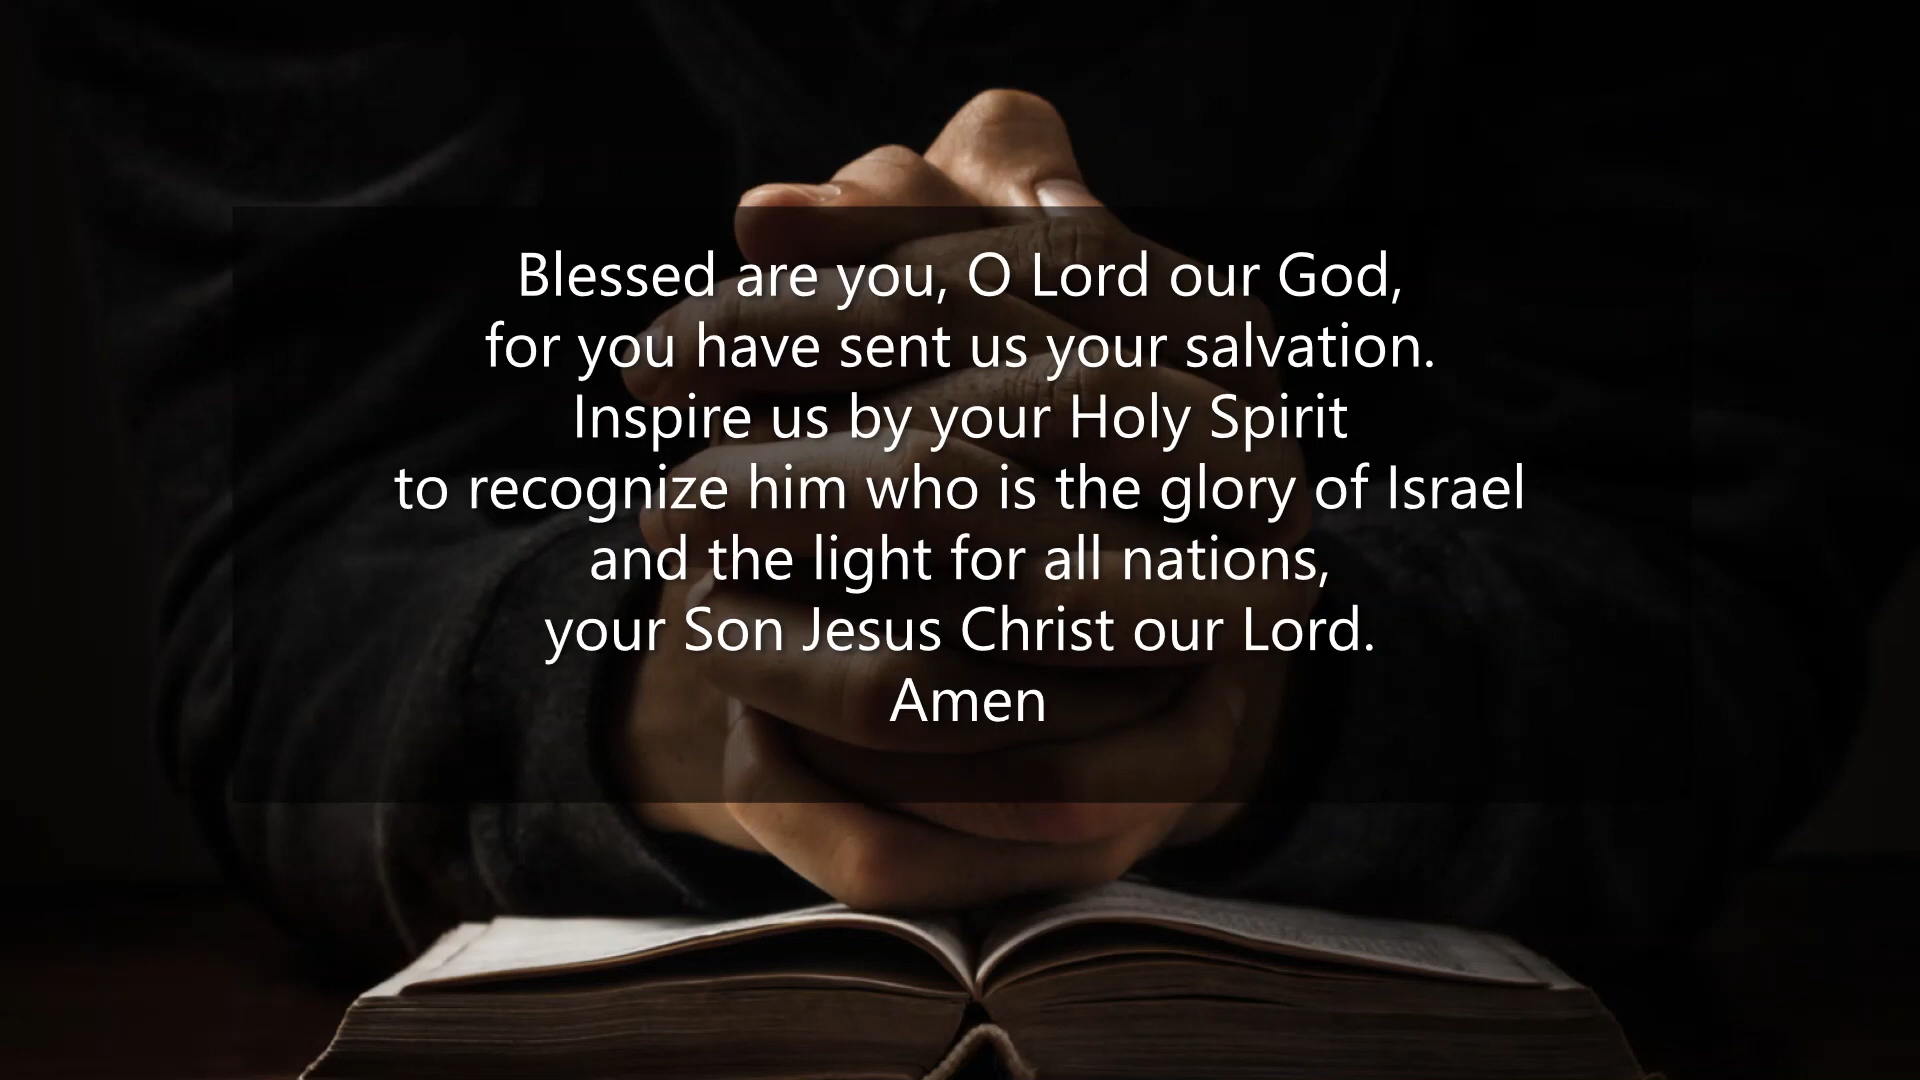 Blessed are you, O Lord our God,
for you have sent us your salvation.
Inspire us by your Holy Spirit
to recognize him who is the glory of Israel
and the light for all nations,
your Son Jesus Christ our Lord.
Amen